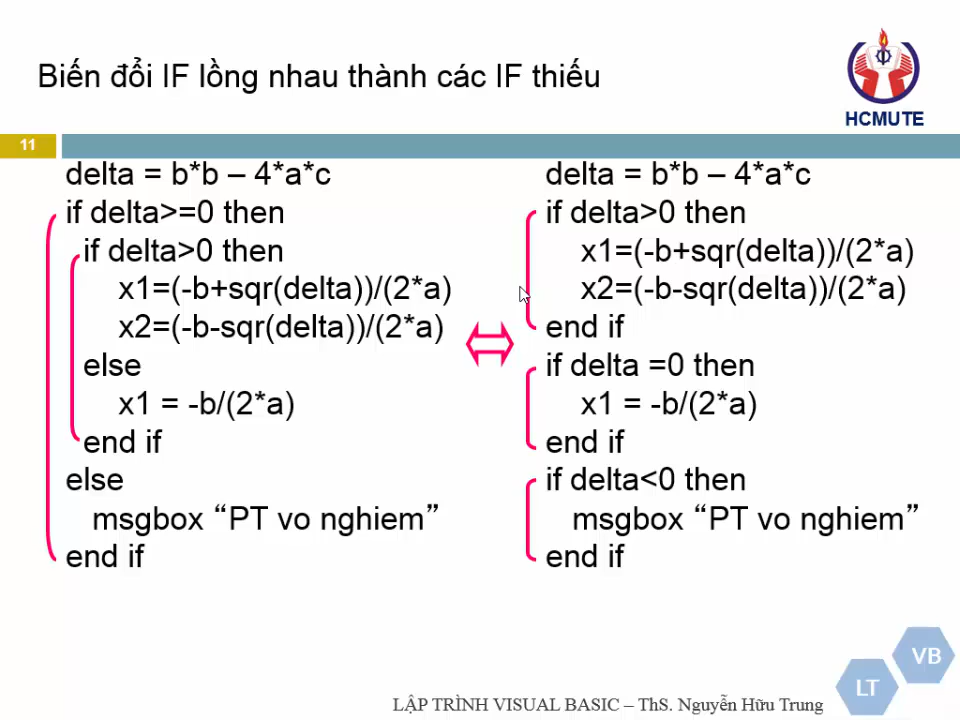 Biến đổi IF lồng nhau thành các IF thiếu
HCMUTE
11
delta = b*b – 4*a*c
if delta>=0 then
if delta>0 then
x1=(-b+sqr(delta))/(2*a)
x2=(-b-sqr(delta))/(2*a)
else
x1 = -b/(2*a)
end if
else
msgbox “PT vo nghiem”
end if
delta = b*b – 4*a*c
if delta>0 then
x1=(-b+sqr(delta))/(2*a)
x2=(-b-sqr(delta))/(2*a)
end if
if delta =0 then
x1 = -b/(2*a)
end if
if delta<0 then
msgbox “PT vo nghiem”
end if
VB
LT
LẬP TRÌNH VISUAL BASIC – ThS. Nguyễn Hữu Trung